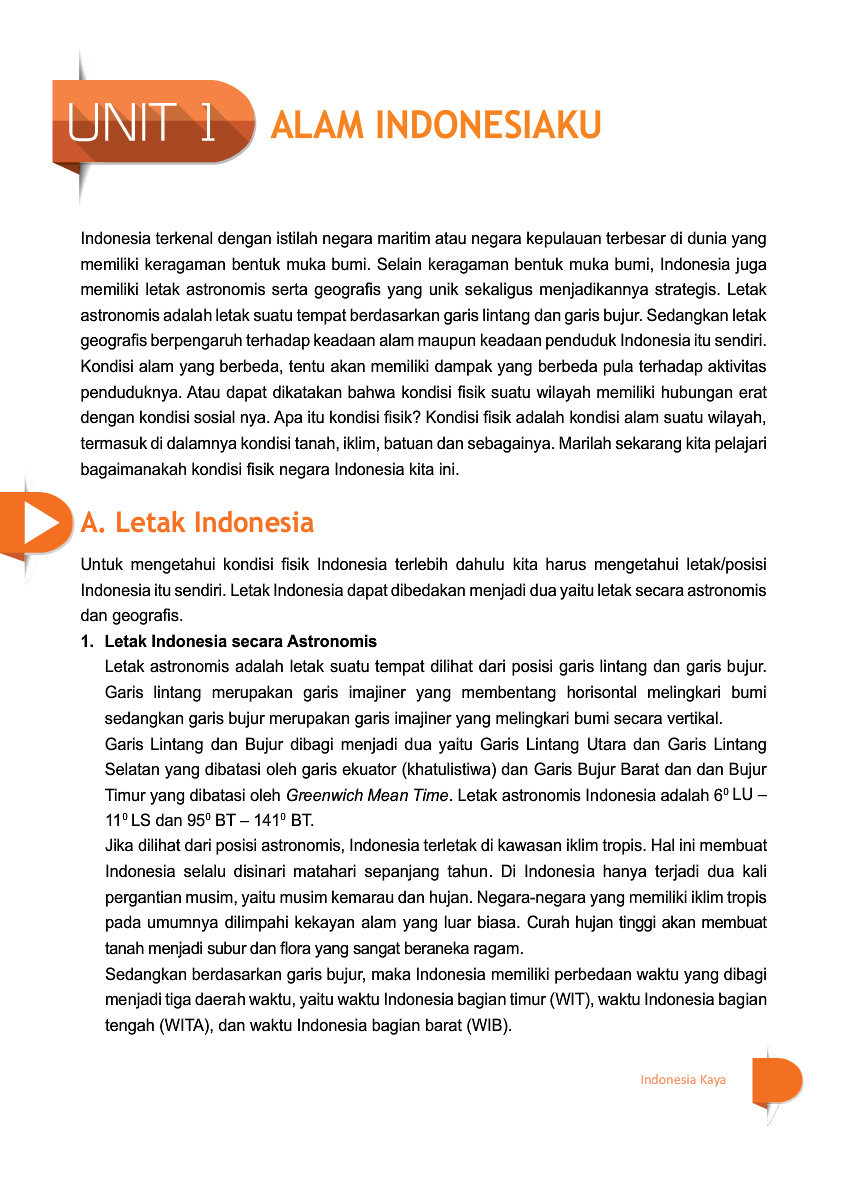 UNIT 1
ALAM INDONESIAKU
Indonesia terkenal dengan istilah negara maritim atau negara kepulauan terbesar di dunia yang
memiliki keragaman bentuk muka bumi. Selain keragaman bentuk muka bumi, Indonesia juga
memiliki letak astronomis serta geografis yang unik sekaligus menjadikannya strategis. Letak
astronomis adalah letak suatu tempat berdasarkan garis lintang dan garis bujur. Sedangkan letak
geografis berpengaruh terhadap keadaan alam maupun keadaan penduduk Indonesia itu sendiri.
Kondisi alam yang berbeda, tentu akan memiliki dampak yang berbeda pula terhadap aktivitas
penduduknya. Atau dapat dikatakan bahwa kondisi fisik suatu wilayah memiliki hubungan erat
dengan kondisi sosial nya. Apa itu kondisi fisik? Kondisi fisik adalah kondisi alam suatu wilayah,
termasuk di dalamnya kondisi tanah, iklim, batuan dan sebagainya. Marilah sekarang kita pelajari
bagaimanakah kondisi fisik negara Indonesia kita ini.
A. Letak Indonesia
Untuk mengetahui kondisi fisik Indonesia terlebih dahulu kita harus mengetahui letak/posisi
Indonesia itu sendiri. Letak Indonesia dapat dibedakan menjadi dua yaitu letak secara astronomis
dan geografis.
1. Letak Indonesia secara Astronomis
Letak astronomis adalah letak suatu tempat dilihat dari posisi garis lintang dan garis bujur.
Garis lintang merupakan garis imajiner yang membentang horisontal melingkari bumi
sedangkan garis bujur merupakan garis imajiner yang melingkari bumi secara vertikal.
Garis Lintang dan Bujur dibagi menjadi dua yaitu Garis Lintang Utara dan Garis Lintang
Selatan yang dibatasi oleh garis ekuator (khatulistiwa) dan Garis Bujur Barat dan dan Bujur
Timur yang dibatasi oleh Greenwich Mean Time. Letak astronomis Indonesia adalah 6⁰ LU –
11⁰ LS dan 95⁰ BT – 141⁰ BT.
Jika dilihat dari posisi astronomis, Indonesia terletak di kawasan iklim tropis. Hal ini membuat
Indonesia selalu disinari matahari sepanjang tahun. Di Indonesia hanya terjadi dua kali
pergantian musim, yaitu musim kemarau dan hujan. Negara-negara yang memiliki iklim tropis
pada umumnya dilimpahi kekayan alam yang luar biasa. Curah hujan tinggi akan membuat
tanah menjadi subur dan flora yang sangat beraneka ragam.
Sedangkan berdasarkan garis bujur, maka Indonesia memiliki perbedaan waktu yang dibagi
menjadi tiga daerah waktu, yaitu waktu Indonesia bagian timur (WIT), waktu Indonesia bagian
tengah (WITA), dan waktu Indonesia bagian barat (WIB).
Indonesia Kaya